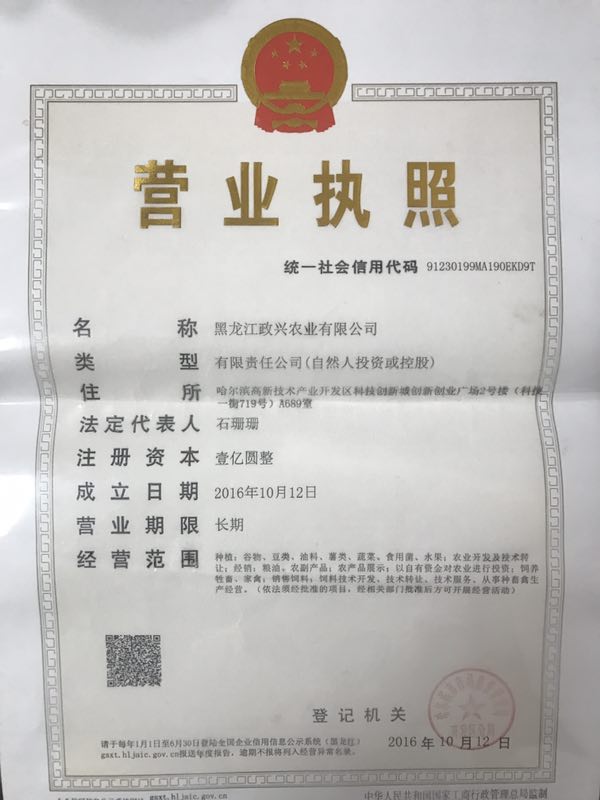 营业执照
统一社会信用代码 91230199MA190EKD9T
名 称 黑龙江政兴农业有限公司
类 型 有限责任公司(自然人投资或控股)
住 所 哈尔滨高新技术产业开发区科技创新城创新创业广场2号楼（科技
一街719号）A689室
法定代表人 石珊珊
注册资本 壹亿圆整
成立日期 2016年10月12日
营业期限 长期
经营范围 种植：谷物、豆类、油料、薯类、蔬菜、食用菌、水果；农业开发及技术转
让；经销：粮油、农副产品；农产品展示；以自有资金对农业进行投资；饲养
牲畜、家禽；销售饲料；饲料技术开发、技术转让、技术服务、从事种畜禽生
产经营。（依法须经批准的项目，经相关部门批准后方可开展经营活动）
登记机关
2016 年 10 月 12 日
请于每年1月1日至6月30日登陆全国企业信用信息公示系统（黑龙江）
gsxt.hljaic.gov.cn报送年度报告，逾期不报将列入经营异常名录。
gsxt.hljaic.gov.cn
中华人民共和国国家工商行政管理总局监制